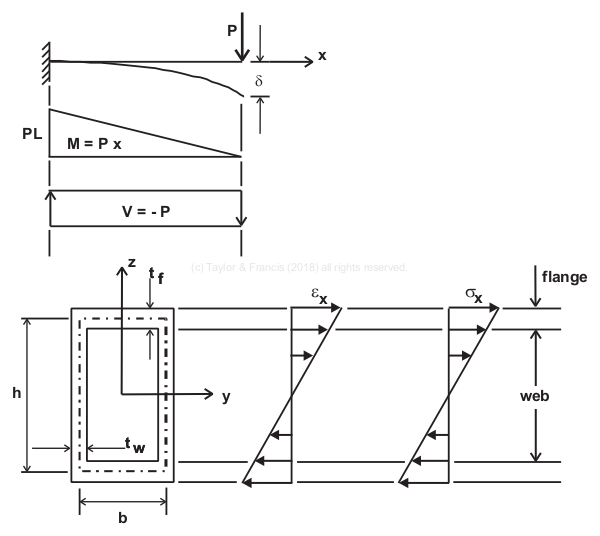 P
x
δ
PL
M = P x
V = - P
(c) Taylor & Francis (2018) all rights reserved.
z
t f
εx
σx
flange
h
y
web
t w
b